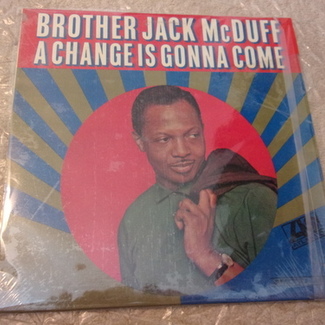 BROTHER JACK McDUFF
A CHANGE IS GONNA COME